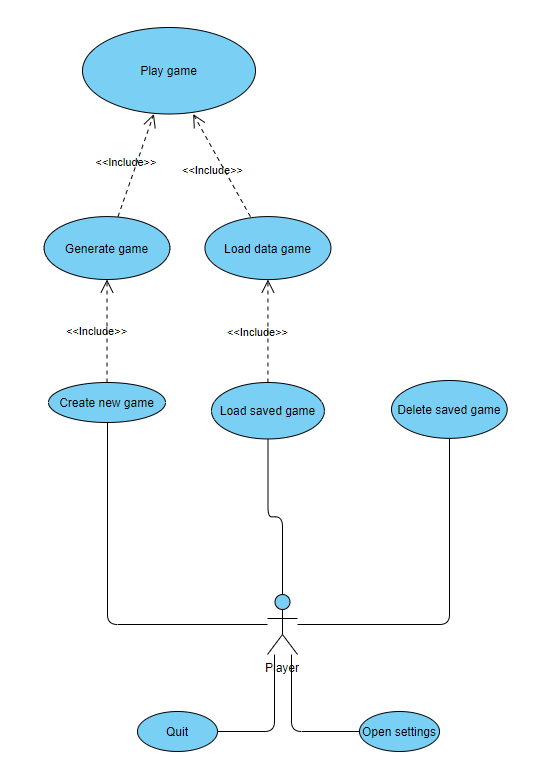 Play game
<<Include>>
<<Include>>
Generate game
Load data game
<<Include>>
<<Include>>
Create new game
Load saved game
Delete saved game
Player
Quit
Open settings